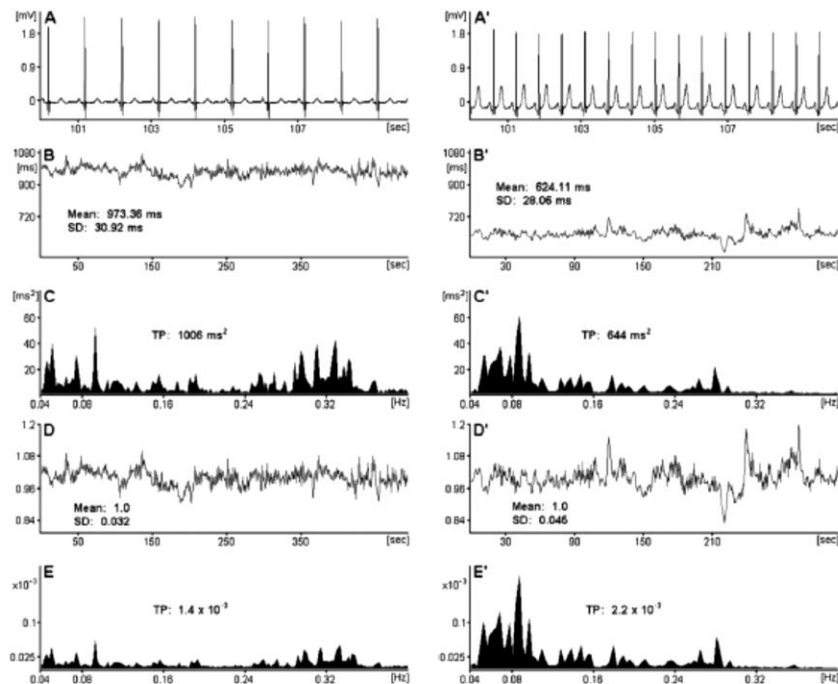 [mV] A
1.8
0.9
0
101 103 105 107 [sec]
A'
1.8
0.9
0
101 103 105 107 [sec]
1080 B
[ms]
900
720
Mean: 973.36 ms
SD: 30.92 ms
50 150 250 350 [sec]
1080 B'
[ms]
900
720
Mean: 624.11 ms
SD: 28.06 ms
30 90 150 210 [sec]
[ms²] C
60
40
20
TP: 1006 ms²
0.04 0.08 0.16 0.24 0.32 [Hz]
[ms²] C'
60
40
20
TP: 644 ms²
0.04 0.08 0.16 0.24 0.32 [Hz]
1.2 D
1.08
0.96
0.84
Mean: 1.0
SD: 0.032
50 150 250 350 [sec]
1.2 D'
1.08
0.96
0.84
Mean: 1.0
SD: 0.046
30 90 150 210 [sec]
E
x10⁻³
0.1
0.025
TP: 1.4 x 10⁻³
0.04 0.08 0.16 0.24 0.32 [Hz]
E'
x10⁻³
0.1
0.025
TP: 2.2 x 10⁻³
0.04 0.08 0.16 0.24 0.32 [Hz]